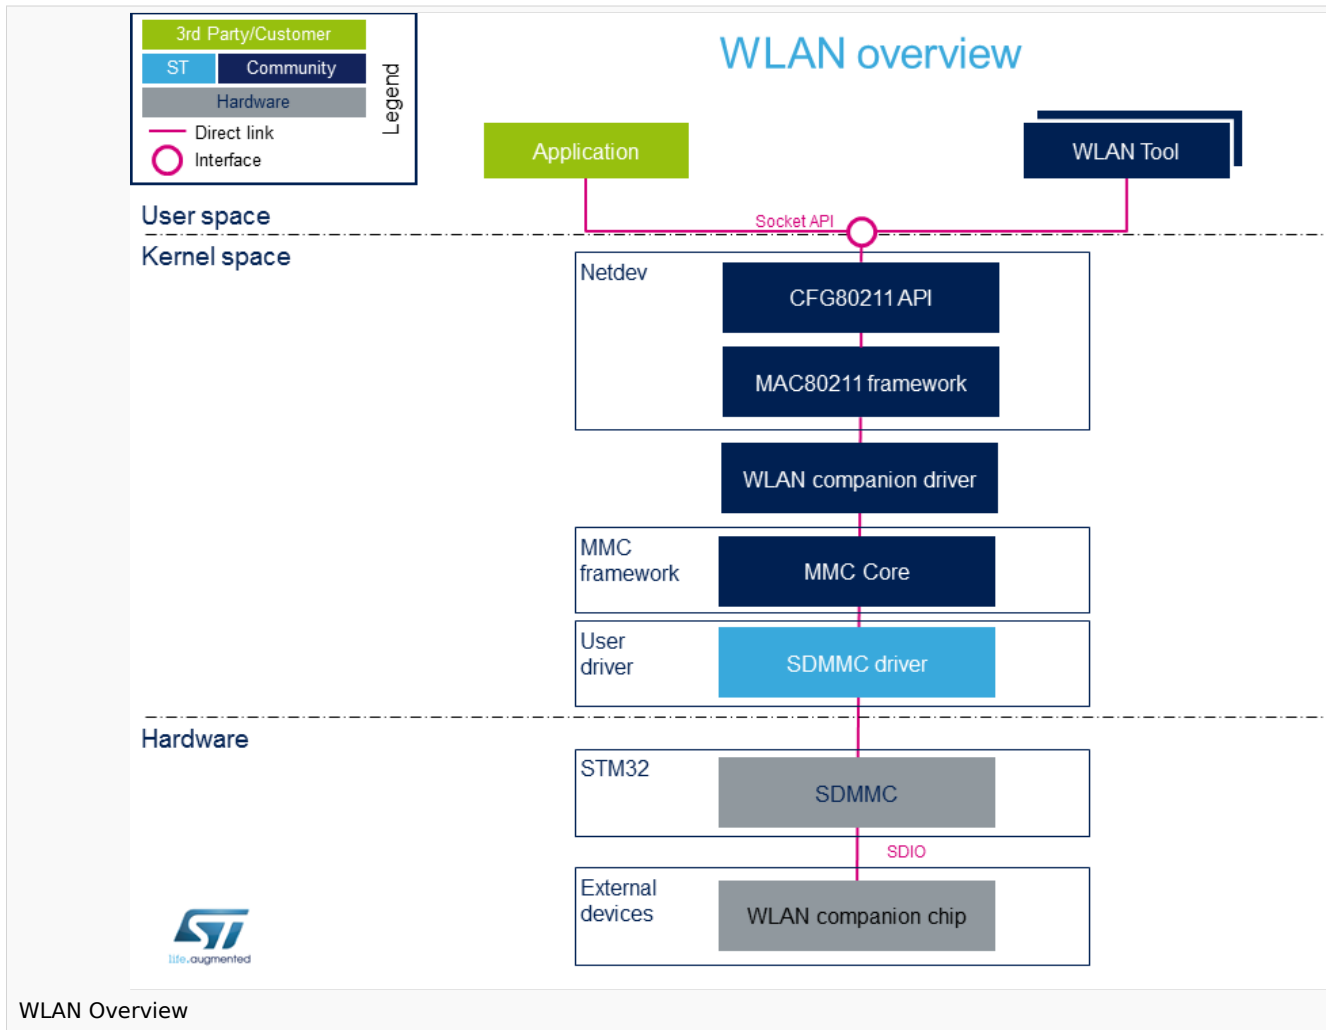 3rd Party/Customer
ST
Community
Hardware
Direct link
Interface
Legend
WLAN overview
Application
WLAN Tool
User space
Socket API
Kernel space
Netdev
CFG80211 API
MAC80211 framework
WLAN companion driver
MMC
framework
MMC Core
User
driver
SDMMC driver
Hardware
STM32
SDMMC
SDIO
External
devices
WLAN companion chip
ST
life.augmented
WLAN Overview